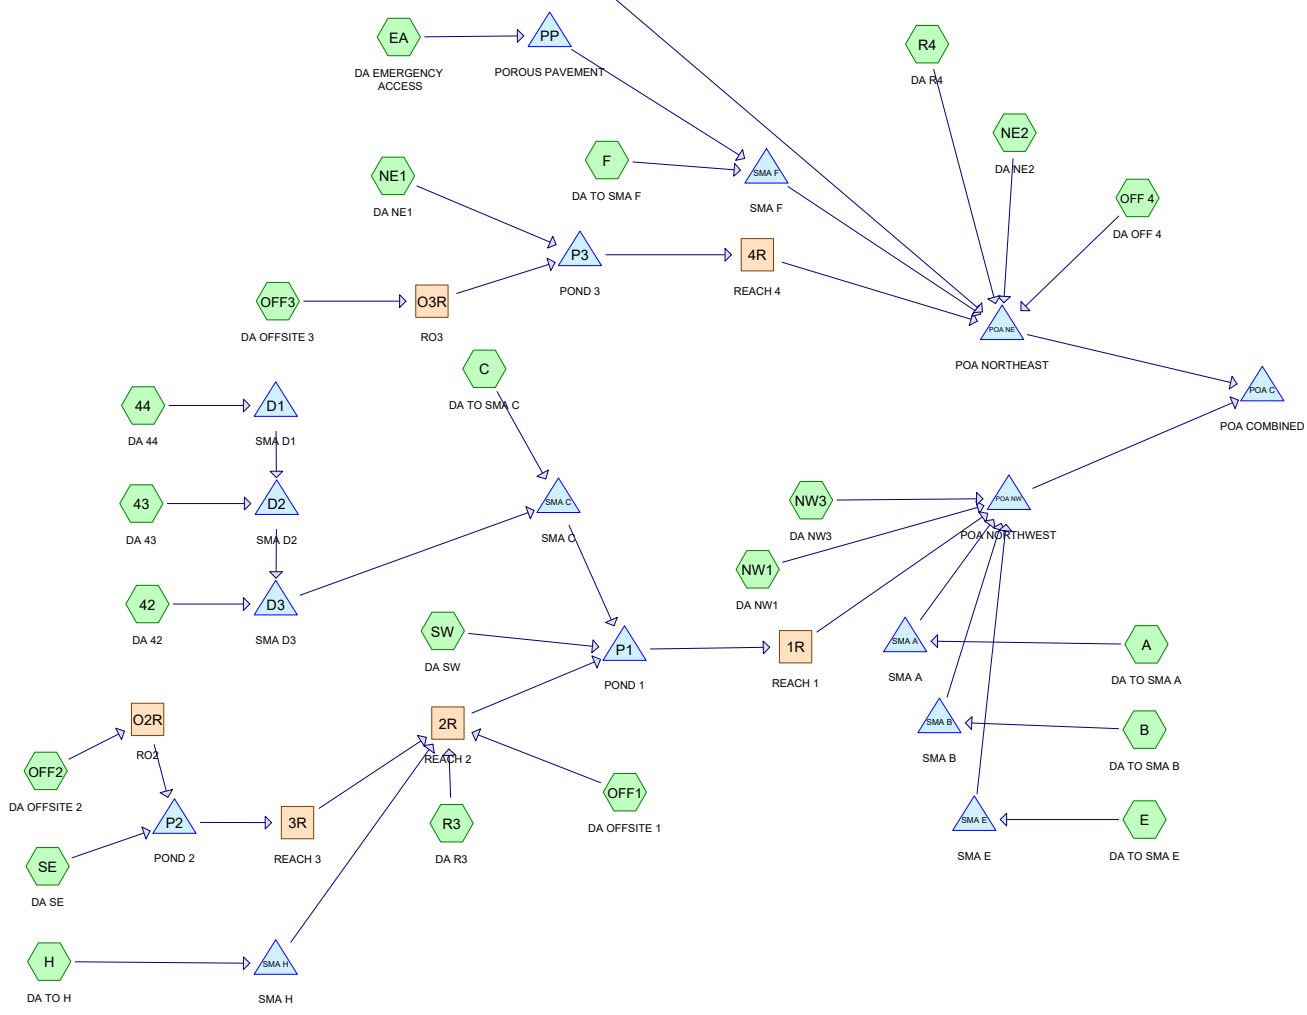 EA
DA EMERGENCY
ACCESS
PP
POROUS PAVEMENT
R4
DA R4
NE2
DA NE2
F
DA TO SMA F
SMA F
SMA F
NE1
DA NE1
OFF 4
DA OFF 4
P3
POND 3
4R
REACH 4
OFF3
DA OFFSITE 3
O3R
RO3
POA NE
POA NORTHEAST
C
DA TO SMA C
POA C
POA COMBINED
44
DA 44
D1
SMA D1
43
DA 43
D2
SMA D2
SMA C
SMA C
NW3
DA NW3
POA NW
POA NORTHWEST
NW1
DA NW1
42
DA 42
D3
SMA D3
SW
DA SW
P1
POND 1
1R
REACH 1
SMA A
SMA A
A
DA TO SMA A
O2R
RO2
2R
REACH 2
SMA B
SMA B
B
DA TO SMA B
OFF2
DA OFFSITE 2
OFF1
DA OFFSITE 1
P2
POND 2
3R
REACH 3
R3
DA R3
SMA E
SMA E
E
DA TO SMA E
SE
DA SE
H
DA TO H
SMA H
SMA H